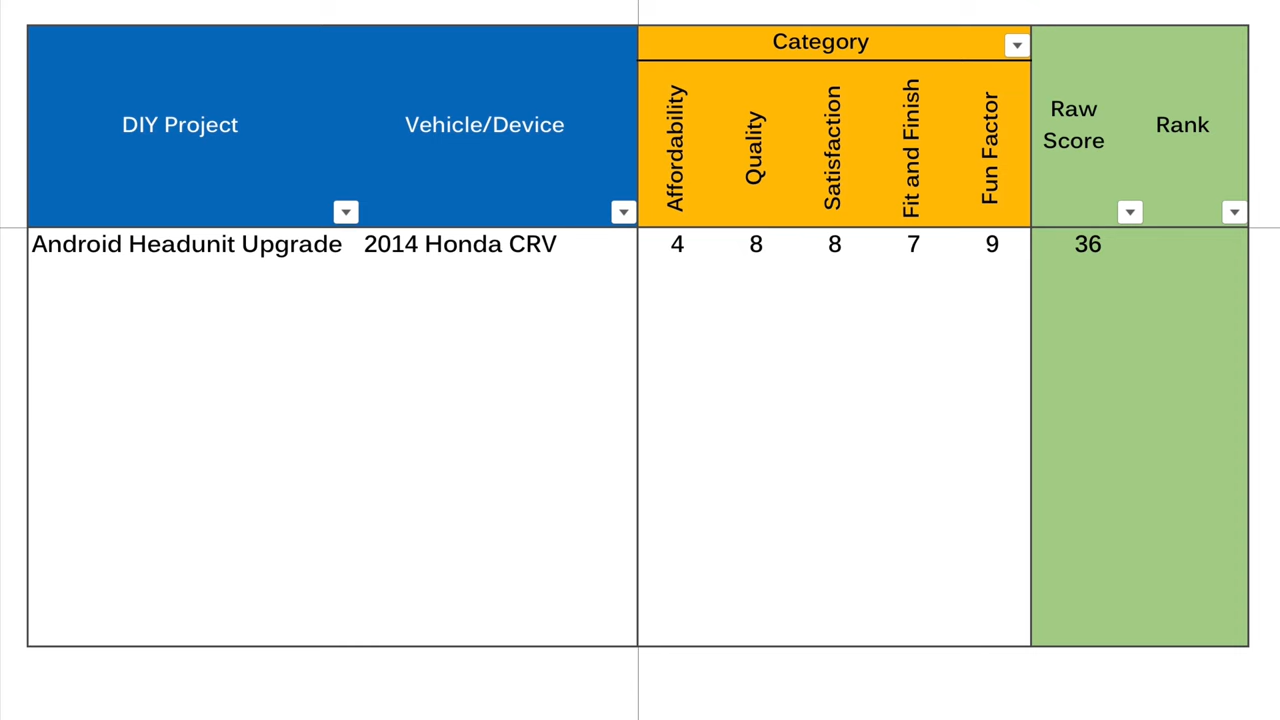 Category
DIY Project Vehicle/Device Affordability Quality Satisfaction Fit and Finish Fun Factor Raw Score Rank
Android Headunit Upgrade 2014 Honda CRV 4 8 8 7 9 36